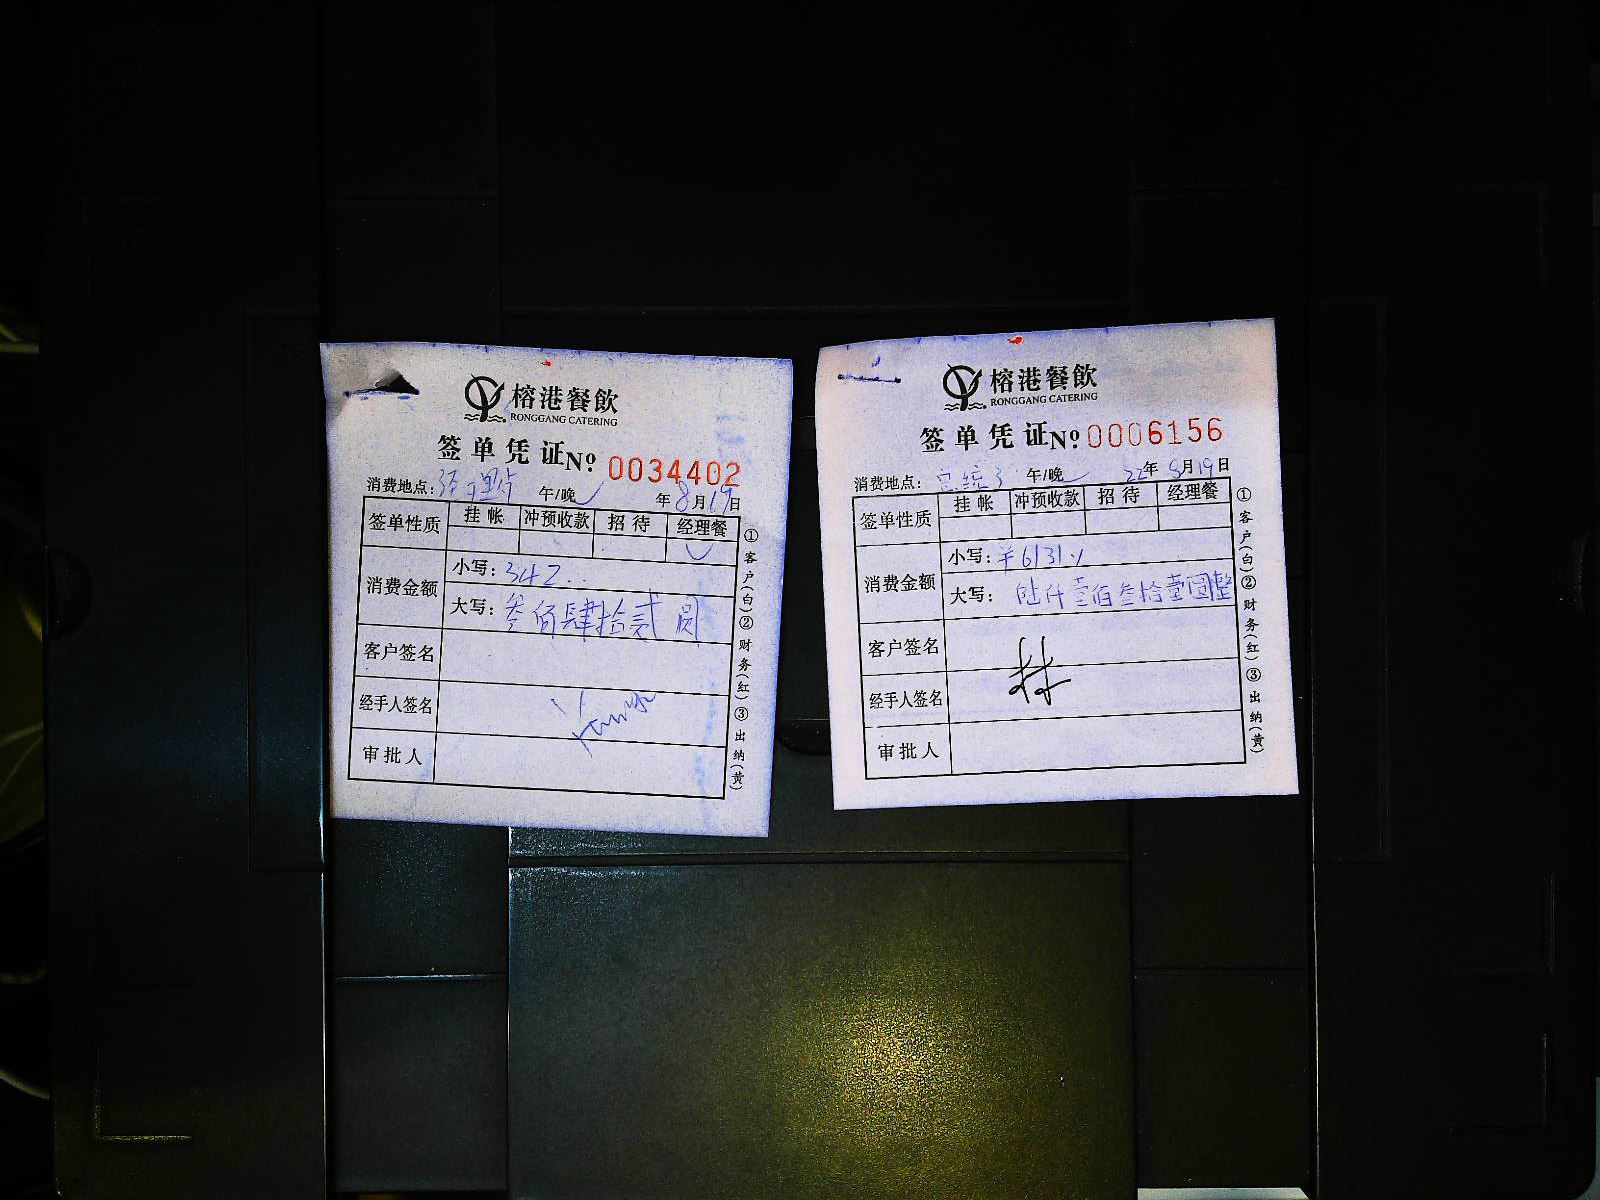 榕港餐飲
RONGGANG CATERING
签单凭证 Nº 0034402
消费地点: 午/晚 ✓ 年 8月19日
签单性质 挂帐 冲预收款 招待 经理餐
✓
消费金额 小写: 342..
大写: 叁佰肆拾贰圆
客户签名
经手人签名
审批人
①客户(白)②财务(红)③出纳(黄)
榕港餐飲
RONGGANG CATERING
签单凭证 Nº 0006156
消费地点: 午/晚 ✓ 22年 8月19日
签单性质 挂帐 冲预收款 招待 经理餐
消费金额 小写: ¥6131
大写: 陆仟壹佰叁拾壹圆整
客户签名
经手人签名 林
审批人
①客户(白)②财务(红)③出纳(黄)